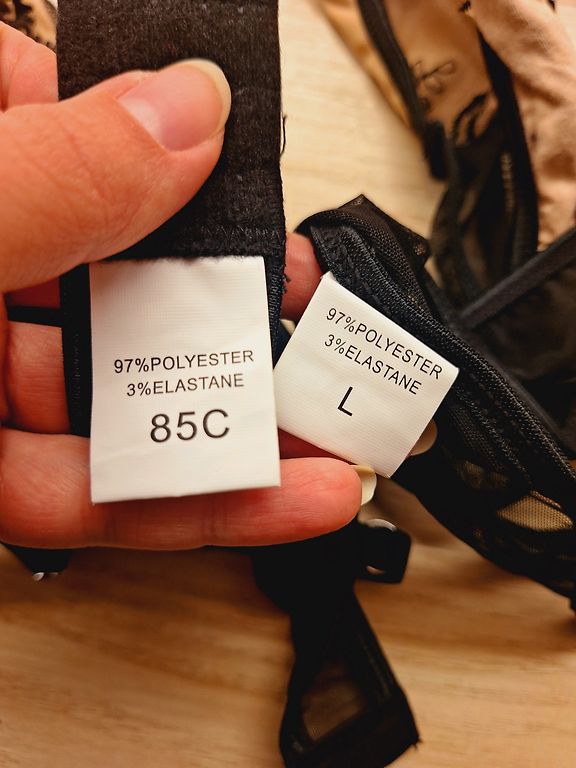 97%POLYESTER
3%ELASTANE
85C
97%POLYESTER
3%ELASTANE
L